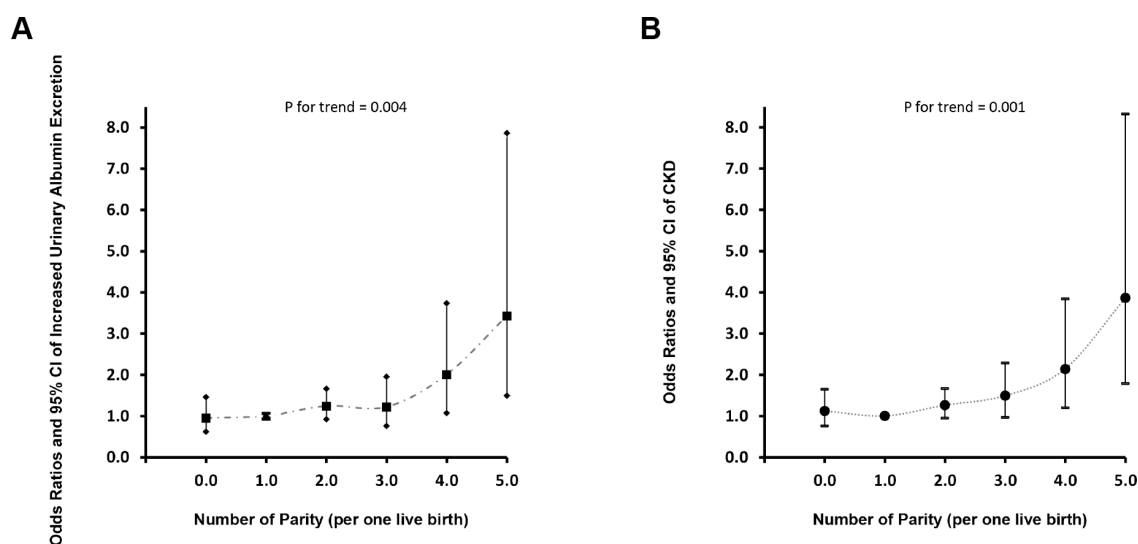 A
Odds Ratios and 95% CI of Increased Urinary Albumin Excretion
P for trend = 0.004
8.0
7.0
6.0
5.0
4.0
3.0
2.0
1.0
0.0
0.0 1.0 2.0 3.0 4.0 5.0
Number of Parity (per one live birth)
B
Odds Ratios and 95% CI of CKD
P for trend = 0.001
8.0
7.0
6.0
5.0
4.0
3.0
2.0
1.0
0.0
0.0 1.0 2.0 3.0 4.0 5.0
Number of Parity (per one live birth)